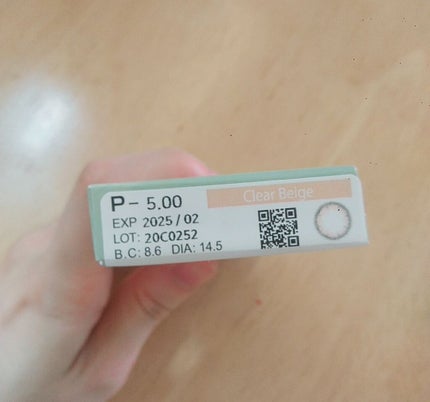 P- 5.00
Clear Beige
EXP 2025/02
LOT: 20C0252
B.C: 8.6 DIA: 14.5